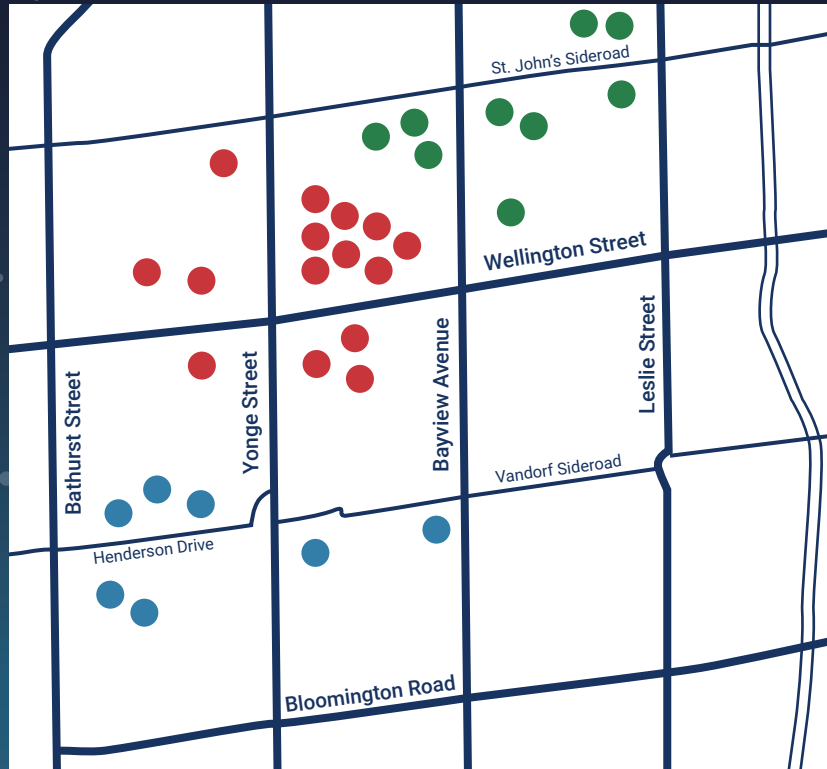 St. John's Sideroad
Wellington Street
Leslie Street
Bayview Avenue
Yonge Street
Bathurst Street
Vandorf Sideroad
Henderson Drive
Bloomington Road